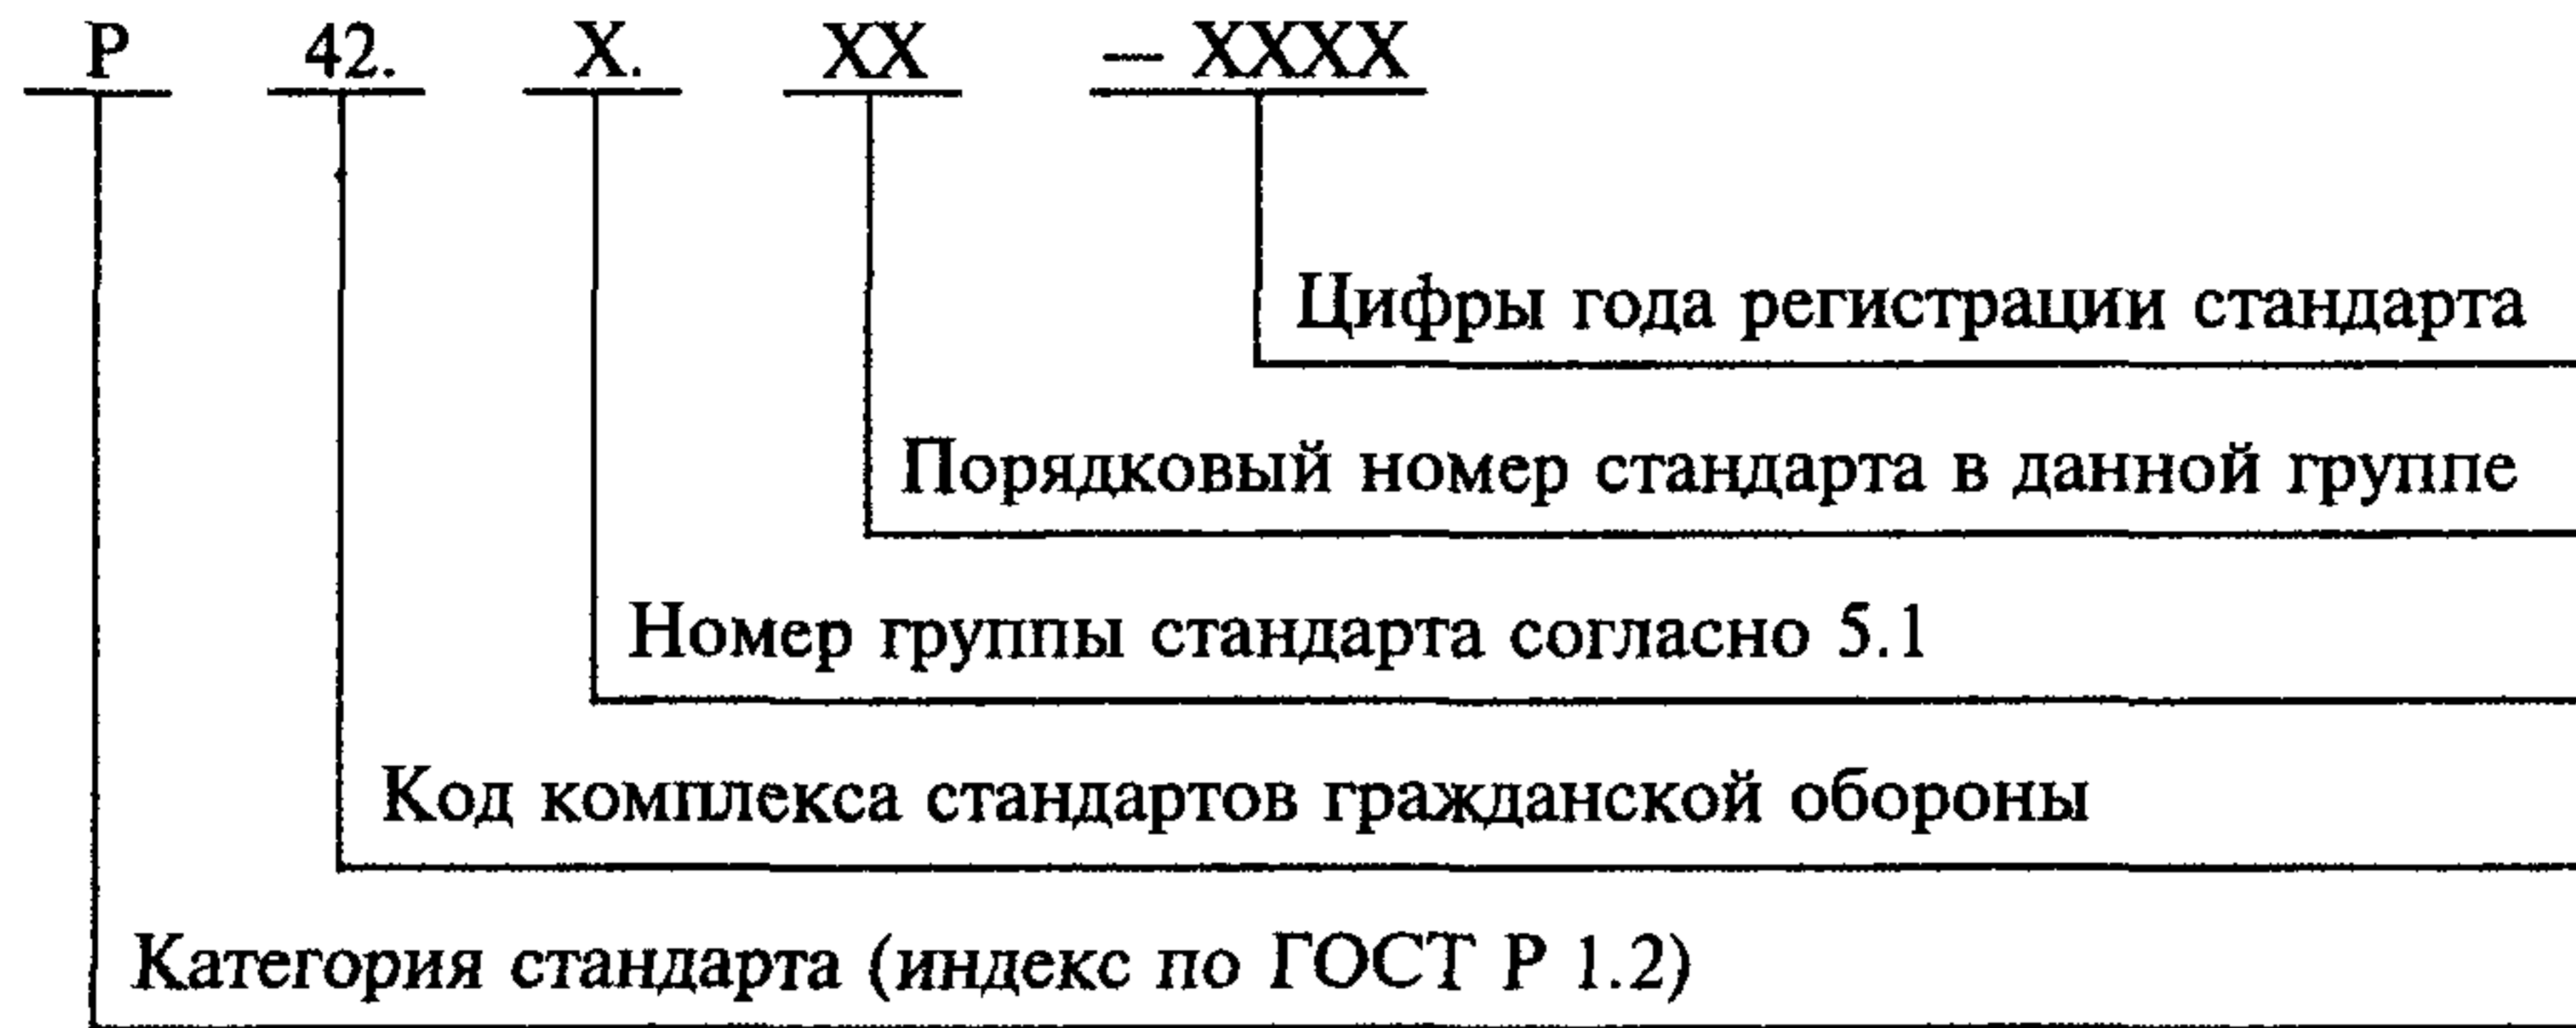 Р 42. Х. ХХ — ХХХХ
Цифры года регистрации стандарта
Порядковый номер стандарта в данной группе
Номер группы стандарта согласно 5.1
Код комплекса стандартов гражданской обороны
Категория стандарта (индекс по ГОСТ Р 1.2)